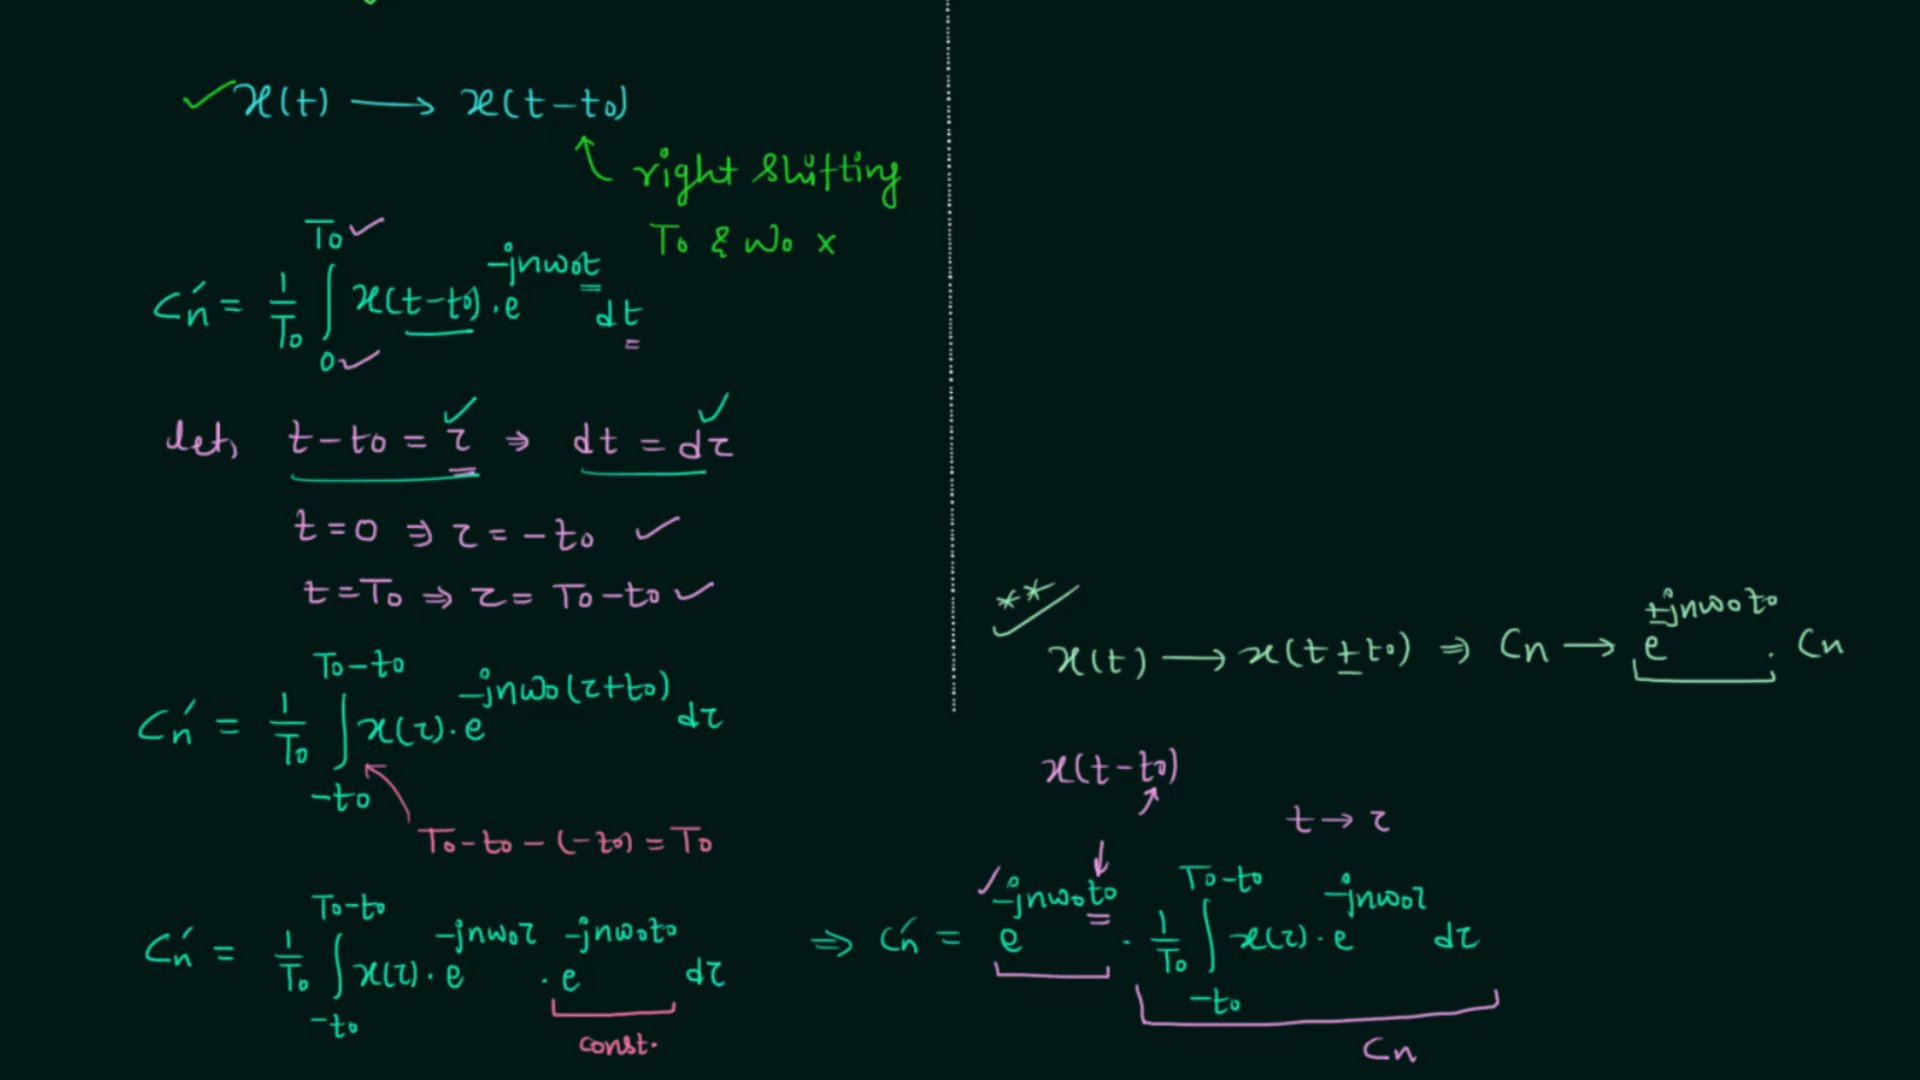 x(t) ⟶ x(t−t₀)
right shifting
T₀ & ω₀ ×
Cₙ′ = 1/T₀ ∫₀^T₀ x(t−t₀)·e^(−jnω₀t) dt
let, t−t₀ = τ ⇒ dt = dτ
t=0 ⇒ τ = −t₀
t=T₀ ⇒ τ = T₀−t₀
Cₙ′ = 1/T₀ ∫_(−t₀)^(T₀−t₀) x(τ)·e^(−jnω₀(τ+t₀)) dτ
T₀−t₀−(−t₀) = T₀
Cₙ′ = 1/T₀ ∫_(−t₀)^(T₀−t₀) x(τ)·e^(−jnω₀τ) · e^(−jnω₀t₀) dτ
const.
**
x(t) ⟶ x(t±t₀) ⇒ Cₙ ⟶ e^(±jnω₀t₀) · Cₙ
x(t−t₀)
t → τ
⇒ Cₙ′ = e^(−jnω₀t₀) · 1/T₀ ∫_(−t₀)^(T₀−t₀) x(τ)·e^(−jnω₀τ) dτ
Cₙ